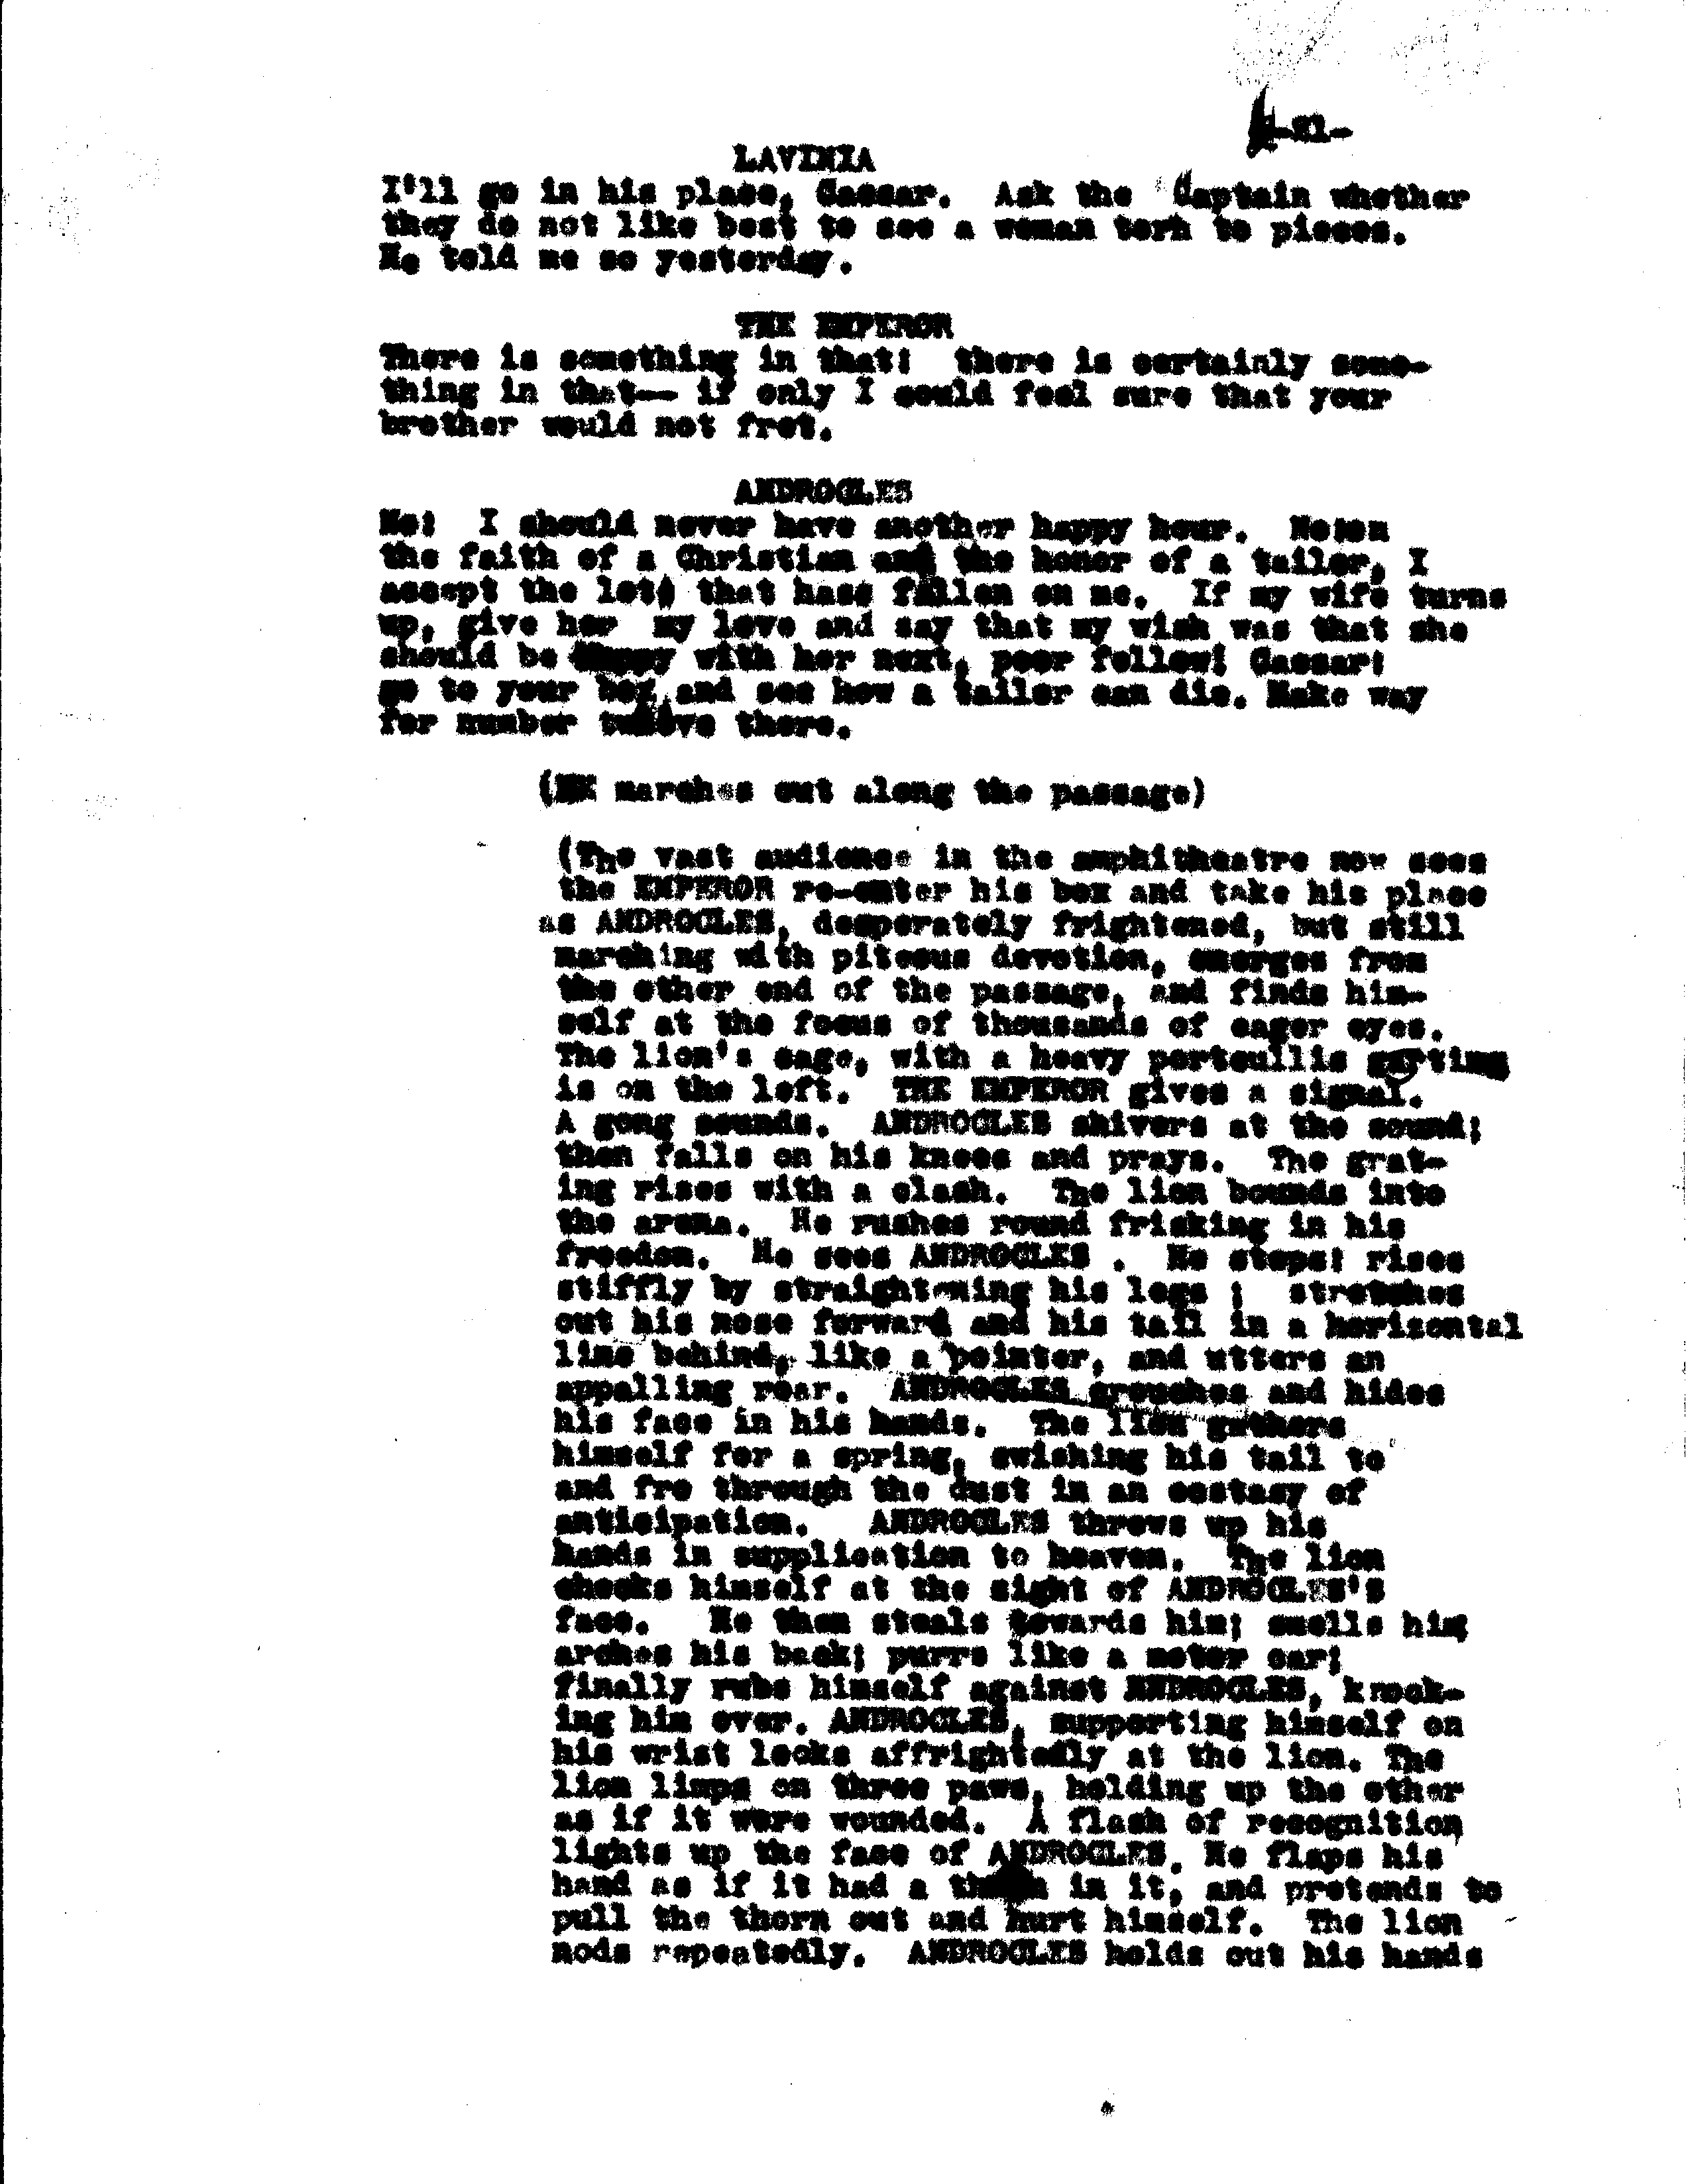 -21-
LAVINIA
I'll go in his place, Caesar. Ask the Captain whether
they do not like best to see a woman torn to pieces.
He told me so yesterday.
THE EMPEROR
There is something in that: there is certainly some-
thing in that-- if only I could feel sure that your
brother would not fret.
ANDROCLES
No: I should never have another happy hour. No:on
the faith of a Christian and the honor of a tailor, I
accept the lot that has fallen on me. If my wife turns
up, give her my love and say that my wish was that she
should be happy with her next, poor fellow! Caesar:
go to your box and see how a tailor can die. Make way
for number twelve there.
(HE marches out along the passage)
(The vast audience in the amphitheatre now sees
the EMPEROR re-enter his box and take his place
as ANDROCLES, desperately frightened, but still
marching with piteous devotion, emerges from
the other end of the passage, and finds him-
self at the focus of thousands of eager eyes.
The lion's cage, with a heavy portcullis garting
is on the left. THE EMPEROR gives a signal.
A gong sounds. ANDROCLES shivers at the sound;
then falls on his knees and prays. The grat-
ing rises with a clash. The lion bounds into
the arena. He rushes round frisking in his
freedom. He sees ANDROCLES . He stops: rises
stiffly by straightening his legs ; stretches
out his nose forward and his tail in a horizontal
line behind, like a pointer, and utters an
appalling roar. ANDROCLES crouches and hides
his face in his hands. The lion gathers
himself for a spring, swishing his tail to
and fro through the dust in an ecstasy of
anticipation. ANDROCLES throws up his
hands in supplication to heaven. The lion
checks himself at the sight of ANDROCLES'S
face. He then steals towards him; smells him;
arches his back; purrs like a motor car;
finally rubs himself against ANDROCLES, knock-
ing him over. ANDROCLES, supporting himself on
his wrist looks affrightedly at the lion. The
lion limps on three paws, holding up the other
as if it were wounded. A flash of recognition
lights up the face of ANDROCLES. He flaps his
hand as if it had a thorn in it, and pretends to
pull the thorn out and hurt himself. The lion
nods repeatedly. ANDROCLES holds out his hands